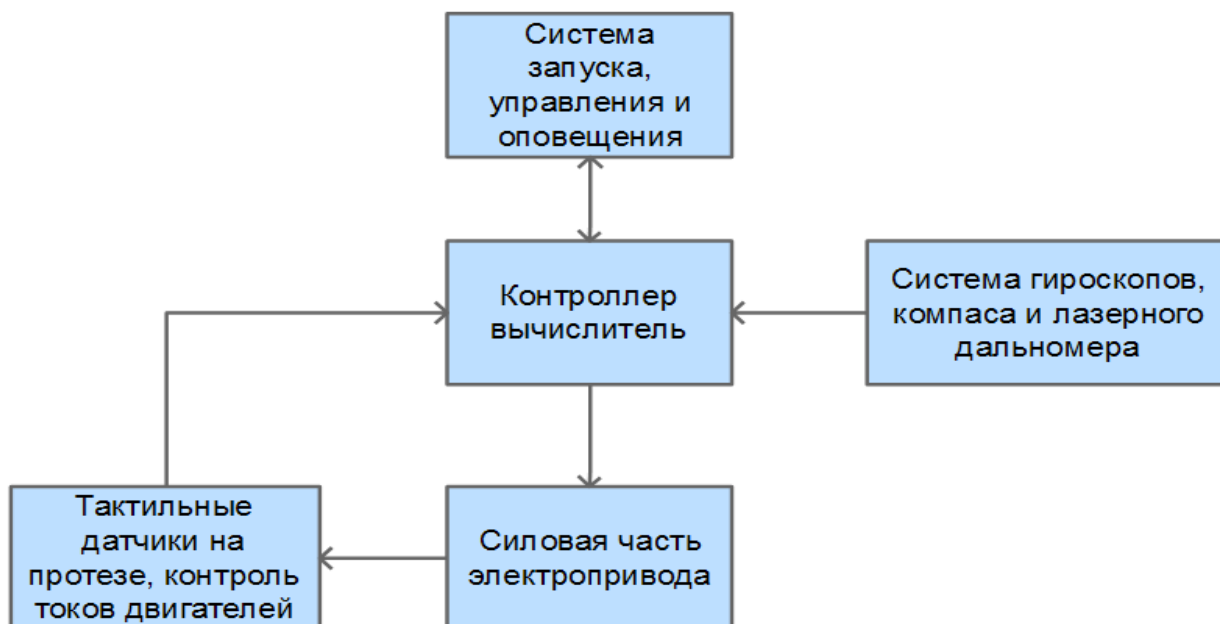 Система
запуска,
управления и
оповещения
Контроллер
вычислитель
Система гироскопов,
компаса и лазерного
дальномера
Тактильные
датчики на
протезе, контроль
токов двигателей
Силовая часть
электропривода